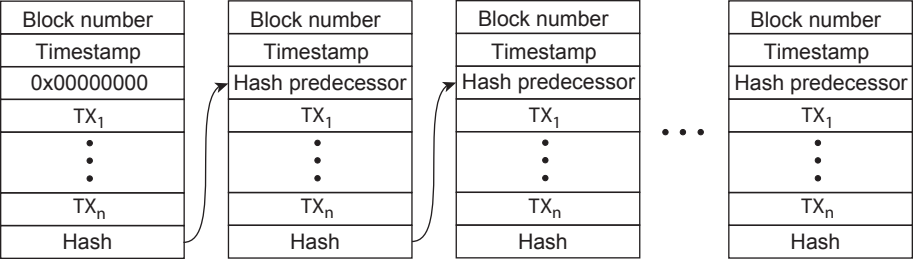 Block number
Timestamp
0x00000000
TX1
TXn
Hash
Block number
Timestamp
Hash predecessor
TX1
TXn
Hash
Block number
Timestamp
Hash predecessor
TX1
TXn
Hash
Block number
Timestamp
Hash predecessor
TX1
TXn
Hash